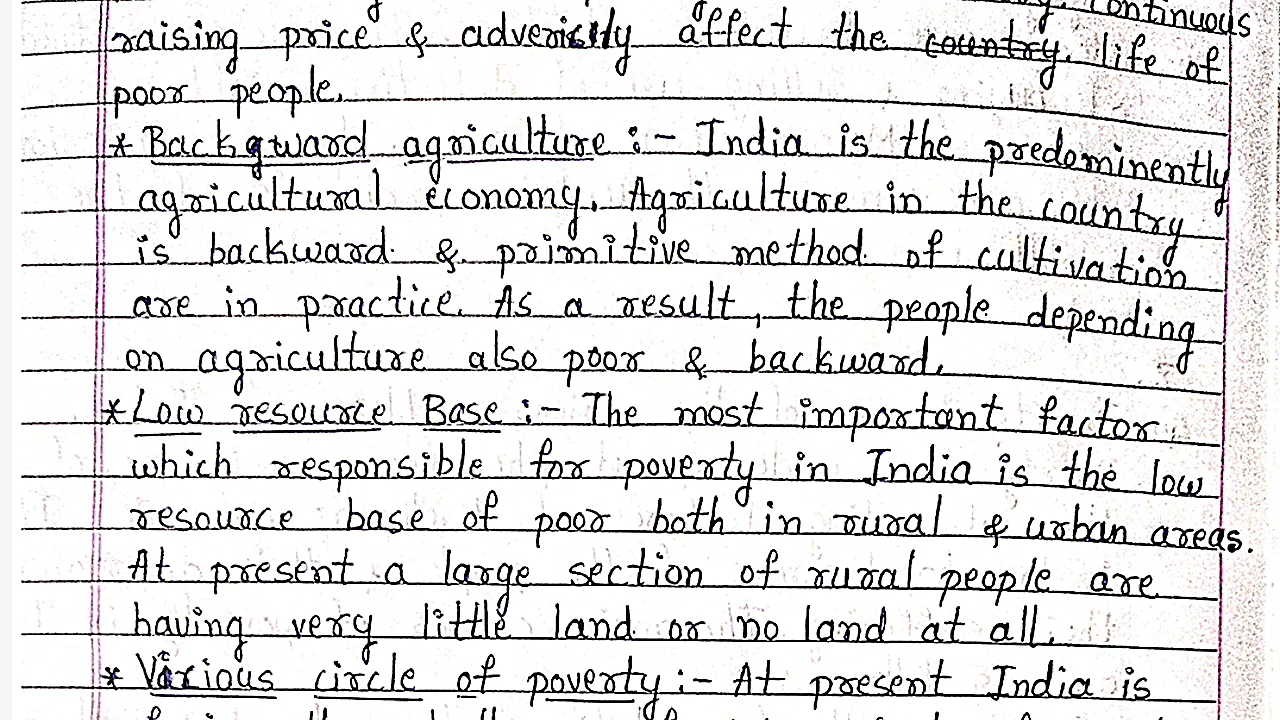 continuous
raising price & adversely affect the country. life of
poor people.
* Backgward agriculture :- India is the predominently
agricultural economy. Agriculture in the country
is backward & primitive method of cultivation
are in practice. As a result, the people depending
on agriculture also poor & backward.
* Low resource Base :- The most important factor
which responsible for poverty in India is the low
resource base of poor both in rural & urban areas.
At present a large section of rural people are
having very little land or no land at all.
* Various circle of poverty :- At present India is